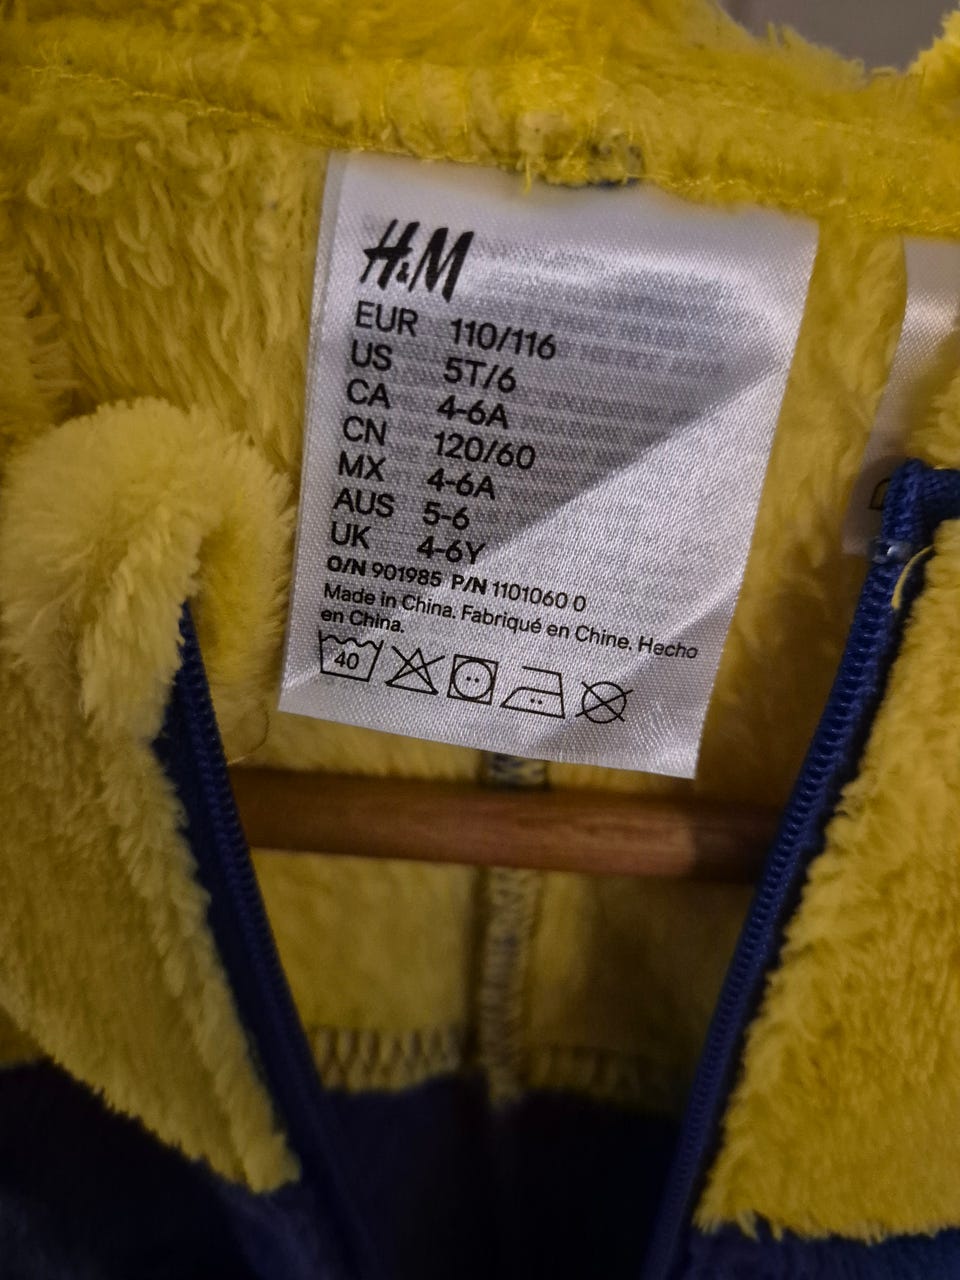 H&M
EUR 110/116
US 5T/6
CA 4-6A
CN 120/60
MX 4-6A
AUS 5-6
UK 4-6Y
O/N 901985 P/N 1101060 0
Made in China. Fabriqué en Chine. Hecho
en China.
40